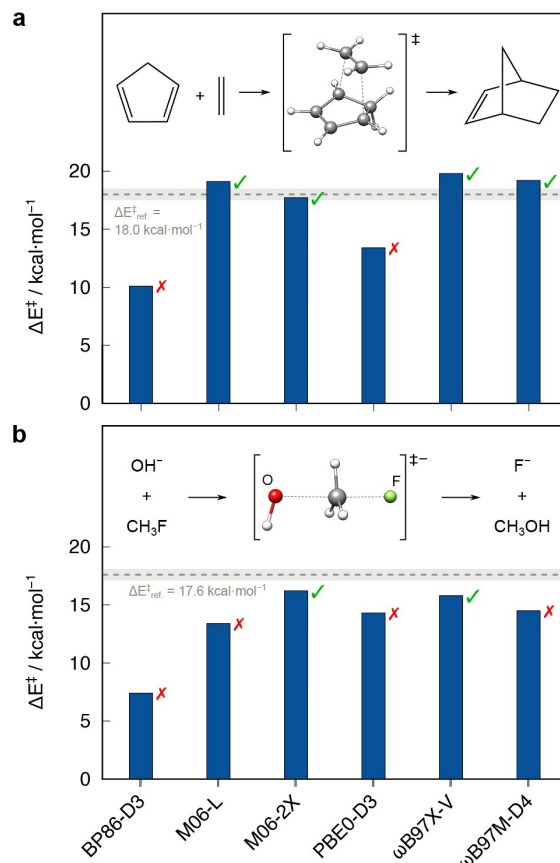 a
+
‡
20
15
10
5
0
ΔE‡ / kcal·mol⁻¹
ΔE‡ref. =
18.0 kcal·mol⁻¹
✓
✓
✓
✓
✗
✗
b
OH⁻
+
CH₃F
O
F
‡−
F⁻
+
CH₃OH
20
15
10
5
0
ΔE‡ / kcal·mol⁻¹
ΔE‡ref. = 17.6 kcal·mol⁻¹
✓
✓
✗
✗
✗
✗
BP86-D3
M06-L
M06-2X
PBE0-D3
ωB97X-V
ωB97M-D4